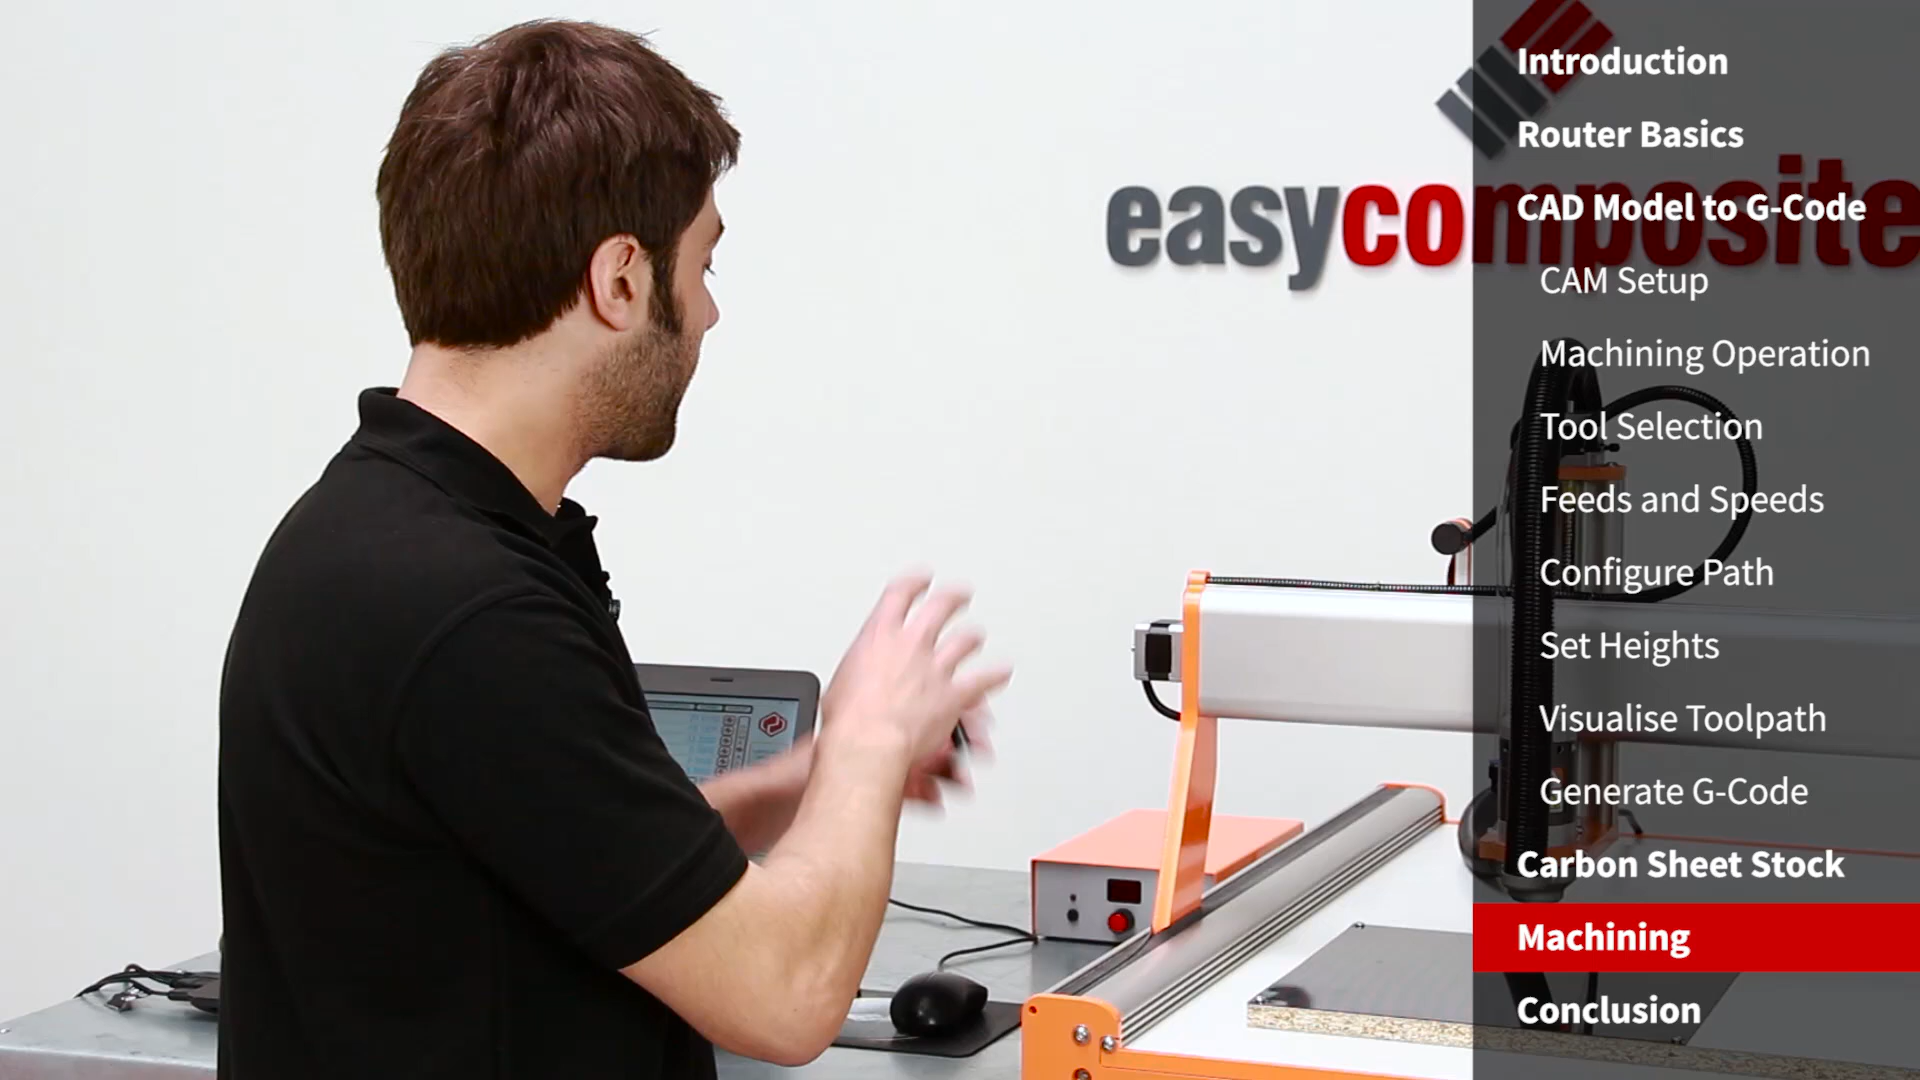 Introduction
Router Basics
easycomposite
CAD Model to G-Code
CAM Setup
Machining Operation
Tool Selection
Feeds and Speeds
Configure Path
Set Heights
Visualise Toolpath
Generate G-Code
Carbon Sheet Stock
Machining
Conclusion